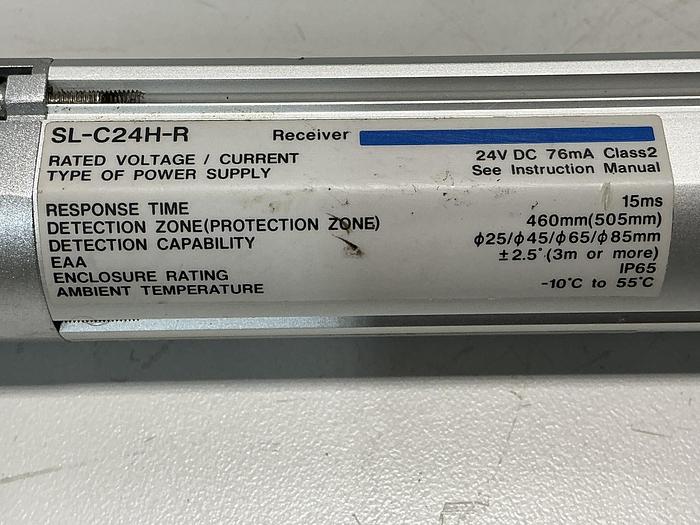 SL-C24H-R Receiver
RATED VOLTAGE / CURRENT 24V DC 76mA Class2
TYPE OF POWER SUPPLY See Instruction Manual
RESPONSE TIME 15ms
DETECTION ZONE(PROTECTION ZONE) 460mm(505mm)
DETECTION CAPABILITY ϕ25/ϕ45/ϕ65/ϕ85mm
EAA ±2.5° (3m or more)
ENCLOSURE RATING IP65
AMBIENT TEMPERATURE -10°C to 55°C